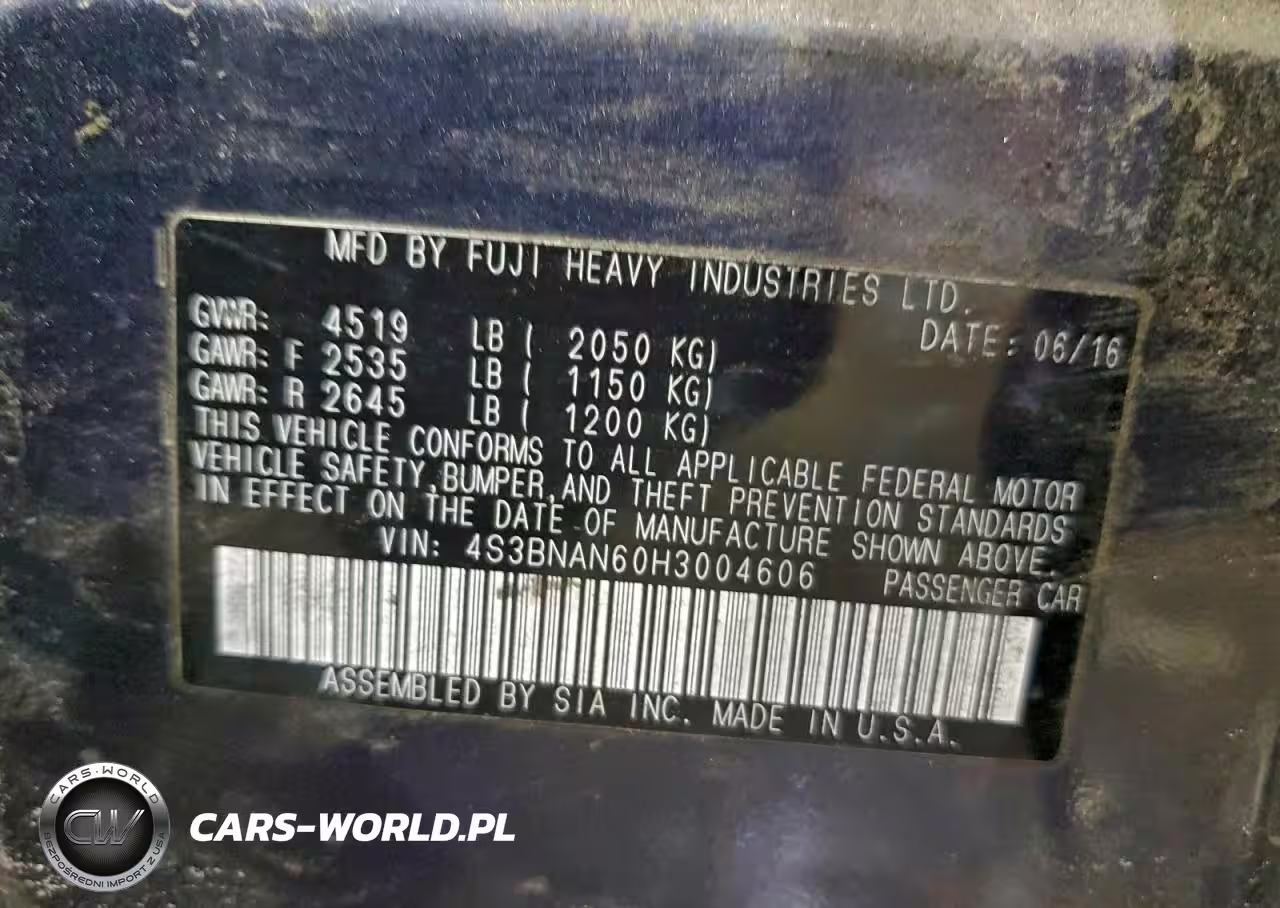 MFD BY FUJI HEAVY INDUSTRIES LTD.
DATE: 06/16
GVWR: 4519 LB ( 2050 KG)
GAWR: F 2535 LB ( 1150 KG)
GAWR: R 2645 LB ( 1200 KG)
THIS VEHICLE CONFORMS TO ALL APPLICABLE FEDERAL MOTOR
VEHICLE SAFETY, BUMPER, AND THEFT PREVENTION STANDARDS
IN EFFECT ON THE DATE OF MANUFACTURE SHOWN ABOVE.
VIN: 4S3BNAN60H3004606 PASSENGER CAR
ASSEMBLED BY SIA INC. MADE IN U.S.A.
CARS-WORLD
CW
BEZPOŚREDNI IMPORT Z USA
CARS-WORLD.PL